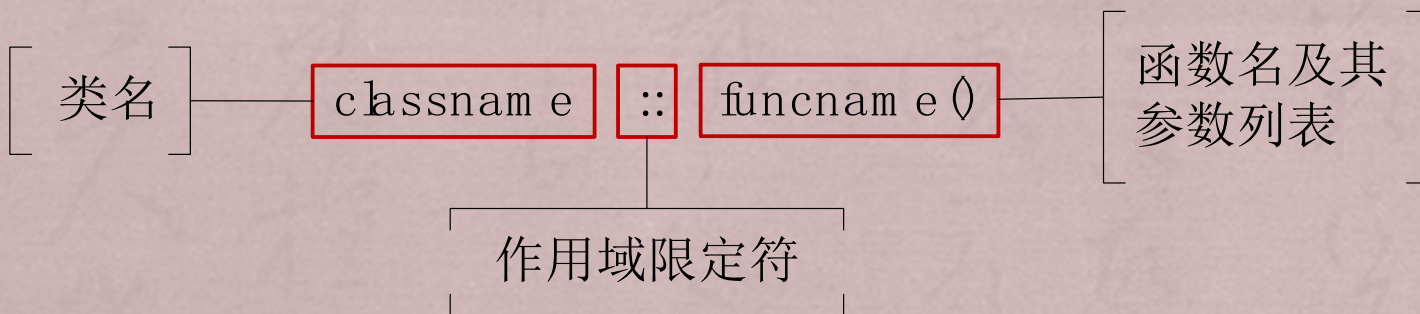 类名
classname :: funcname()
函数名及其
参数列表
作用域限定符